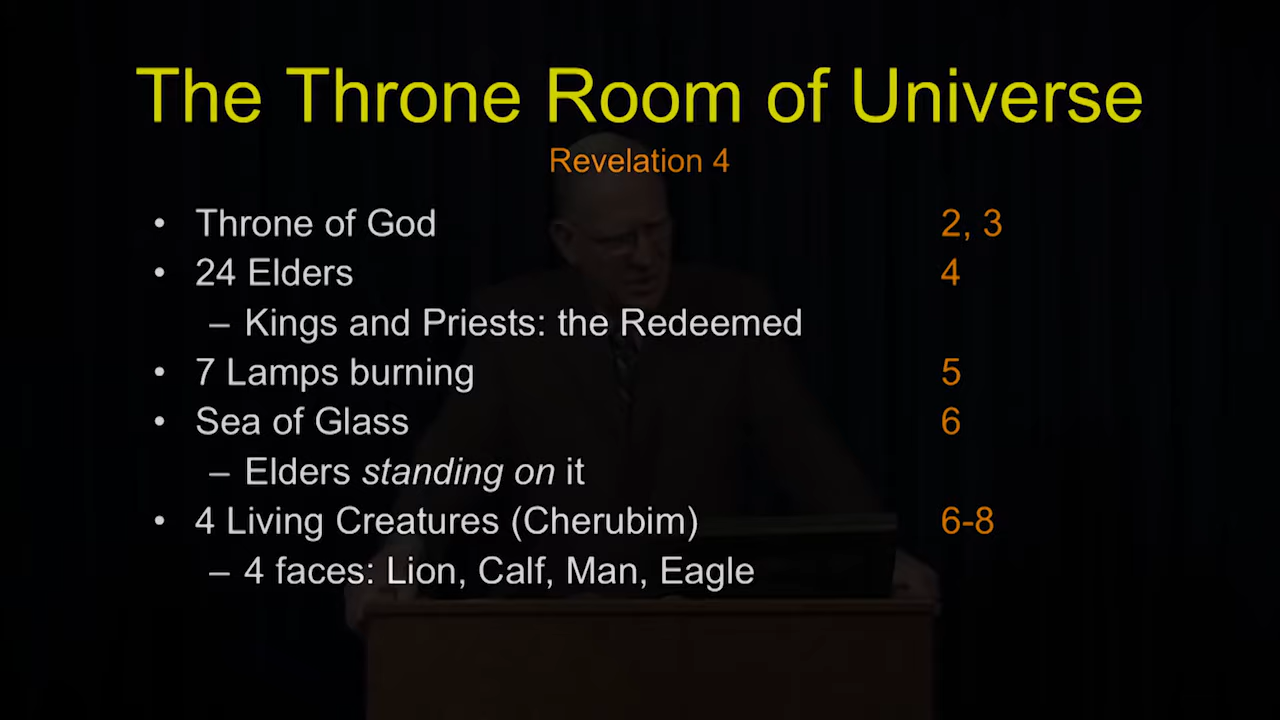 The Throne Room of Universe
Revelation 4
• Throne of God 2, 3
• 24 Elders 4
– Kings and Priests: the Redeemed
• 7 Lamps burning 5
• Sea of Glass 6
– Elders standing on it
• 4 Living Creatures (Cherubim) 6-8
– 4 faces: Lion, Calf, Man, Eagle